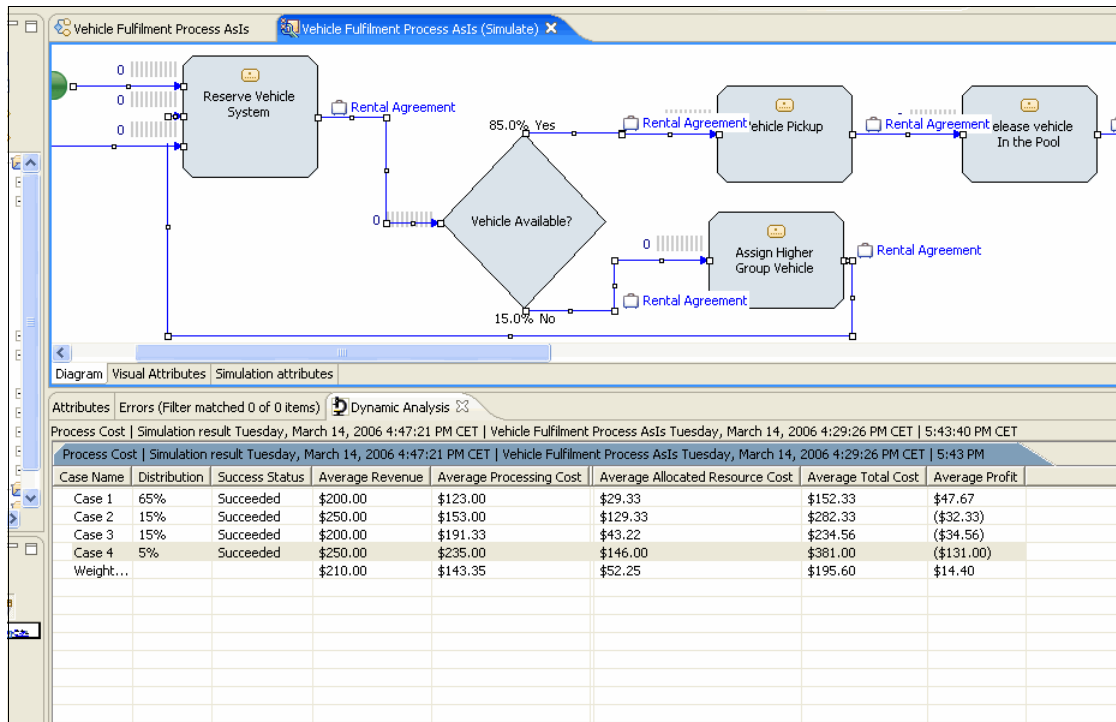 Vehicle Fulfilment Process AsIs
Vehicle Fulfilment Process AsIs (Simulate)
0
0
0
Reserve Vehicle
System
Rental Agreement
85.0% Yes
Rental Agreement
ehicle Pickup
Rental Agreement
elease vehicle
In the Pool
0
Vehicle Available?
0
Assign Higher
Group Vehicle
Rental Agreement
Rental Agreement
15.0% No
Diagram
Visual Attributes
Simulation attributes
Attributes
Errors (Filter matched 0 of 0 items)
Dynamic Analysis
Process Cost | Simulation result Tuesday, March 14, 2006 4:47:21 PM CET | Vehicle Fulfilment Process AsIs Tuesday, March 14, 2006 4:29:26 PM CET | 5:43:40 PM CET
Process Cost | Simulation result Tuesday, March 14, 2006 4:47:21 PM CET | Vehicle Fulfilment Process AsIs Tuesday, March 14, 2006 4:29:26 PM CET | 5:43 PM
Case Name Distribution Success Status Average Revenue Average Processing Cost Average Allocated Resource Cost Average Total Cost Average Profit
Case 1 65% Succeeded $200.00 $123.00 $29.33 $152.33 $47.67
Case 2 15% Succeeded $250.00 $153.00 $129.33 $282.33 ($32.33)
Case 3 15% Succeeded $200.00 $191.33 $43.22 $234.56 ($34.56)
Case 4 5% Succeeded $250.00 $235.00 $146.00 $381.00 ($131.00)
Weight... $210.00 $143.35 $52.25 $195.60 $14.40